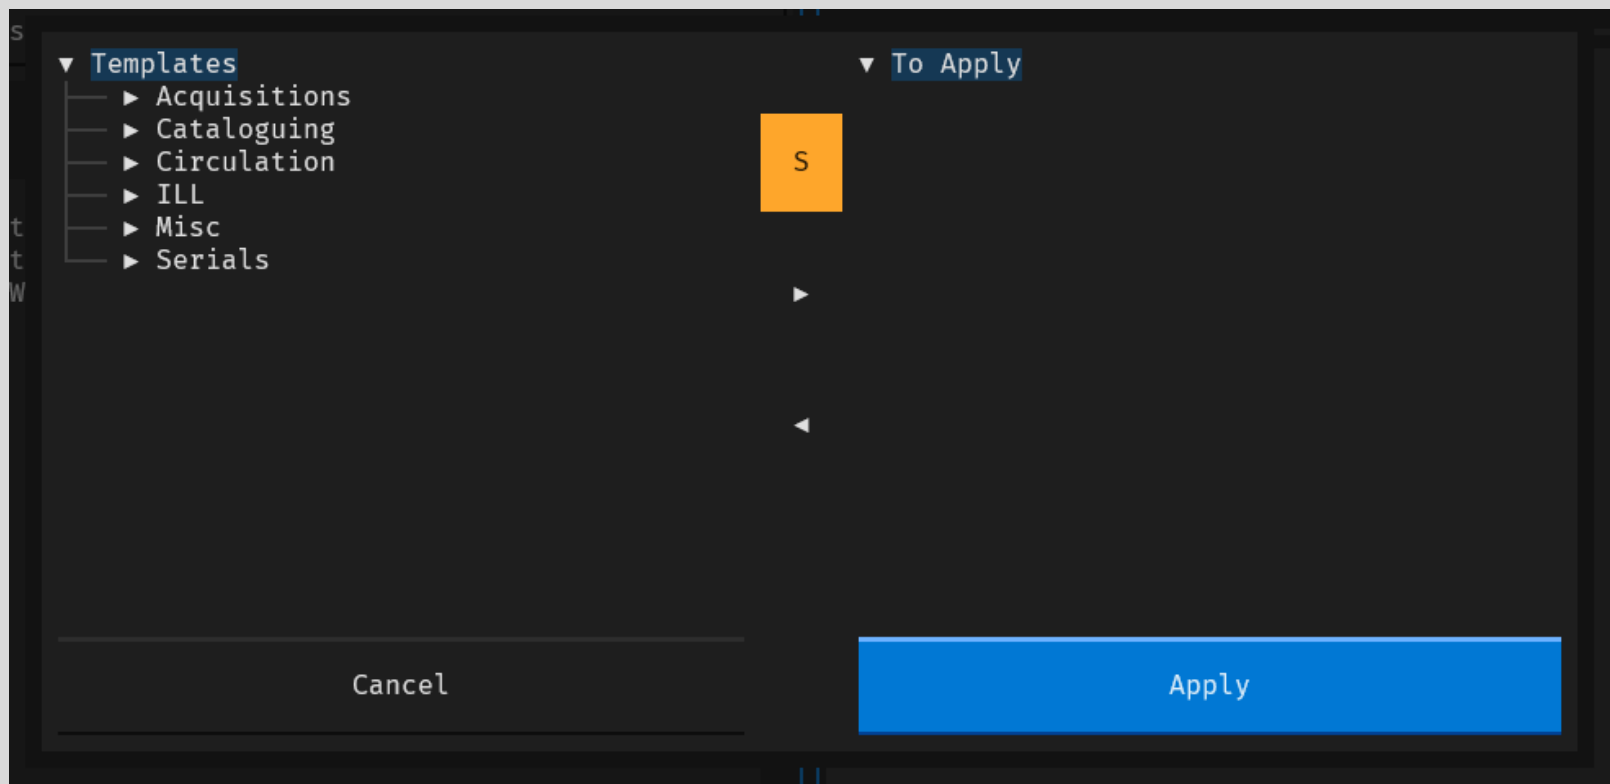 Templates
Acquisitions
Cataloguing
Circulation
ILL
Misc
Serials
S
To Apply
Cancel
Apply
s
t
t
W